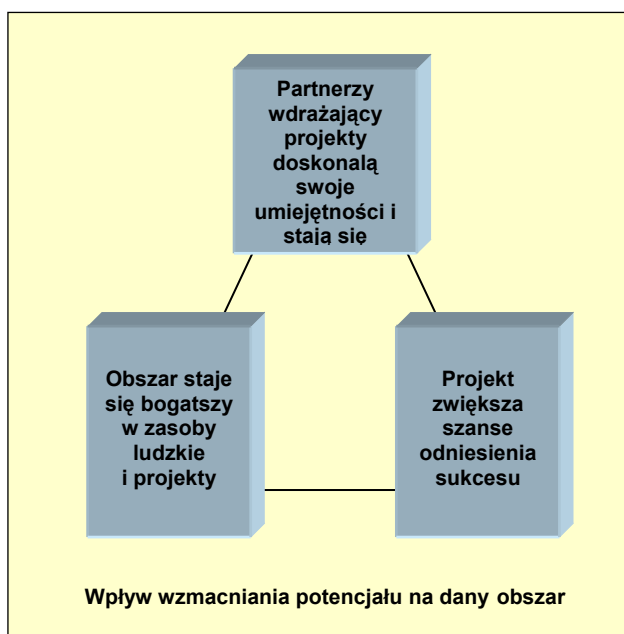 Partnerzy
wdrażający
projekty
doskonalą
swoje
umiejętności i
stają się
Obszar staje
się bogatszy
w zasoby
ludzkie
i projekty
Projekt
zwiększa
szanse
odniesienia
sukcesu
Wpływ wzmacniania potencjału na dany obszar